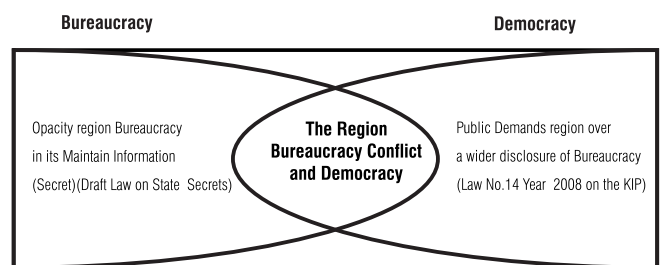 Bureaucracy
Democracy
Opacity region Bureaucracy
in its Maintain Information
(Secret)(Draft Law on State Secrets)
The Region
Bureaucracy Conflict
and Democracy
Public Demands region over
a wider disclosure of Bureaucracy
(Law No.14 Year 2008 on the KIP)